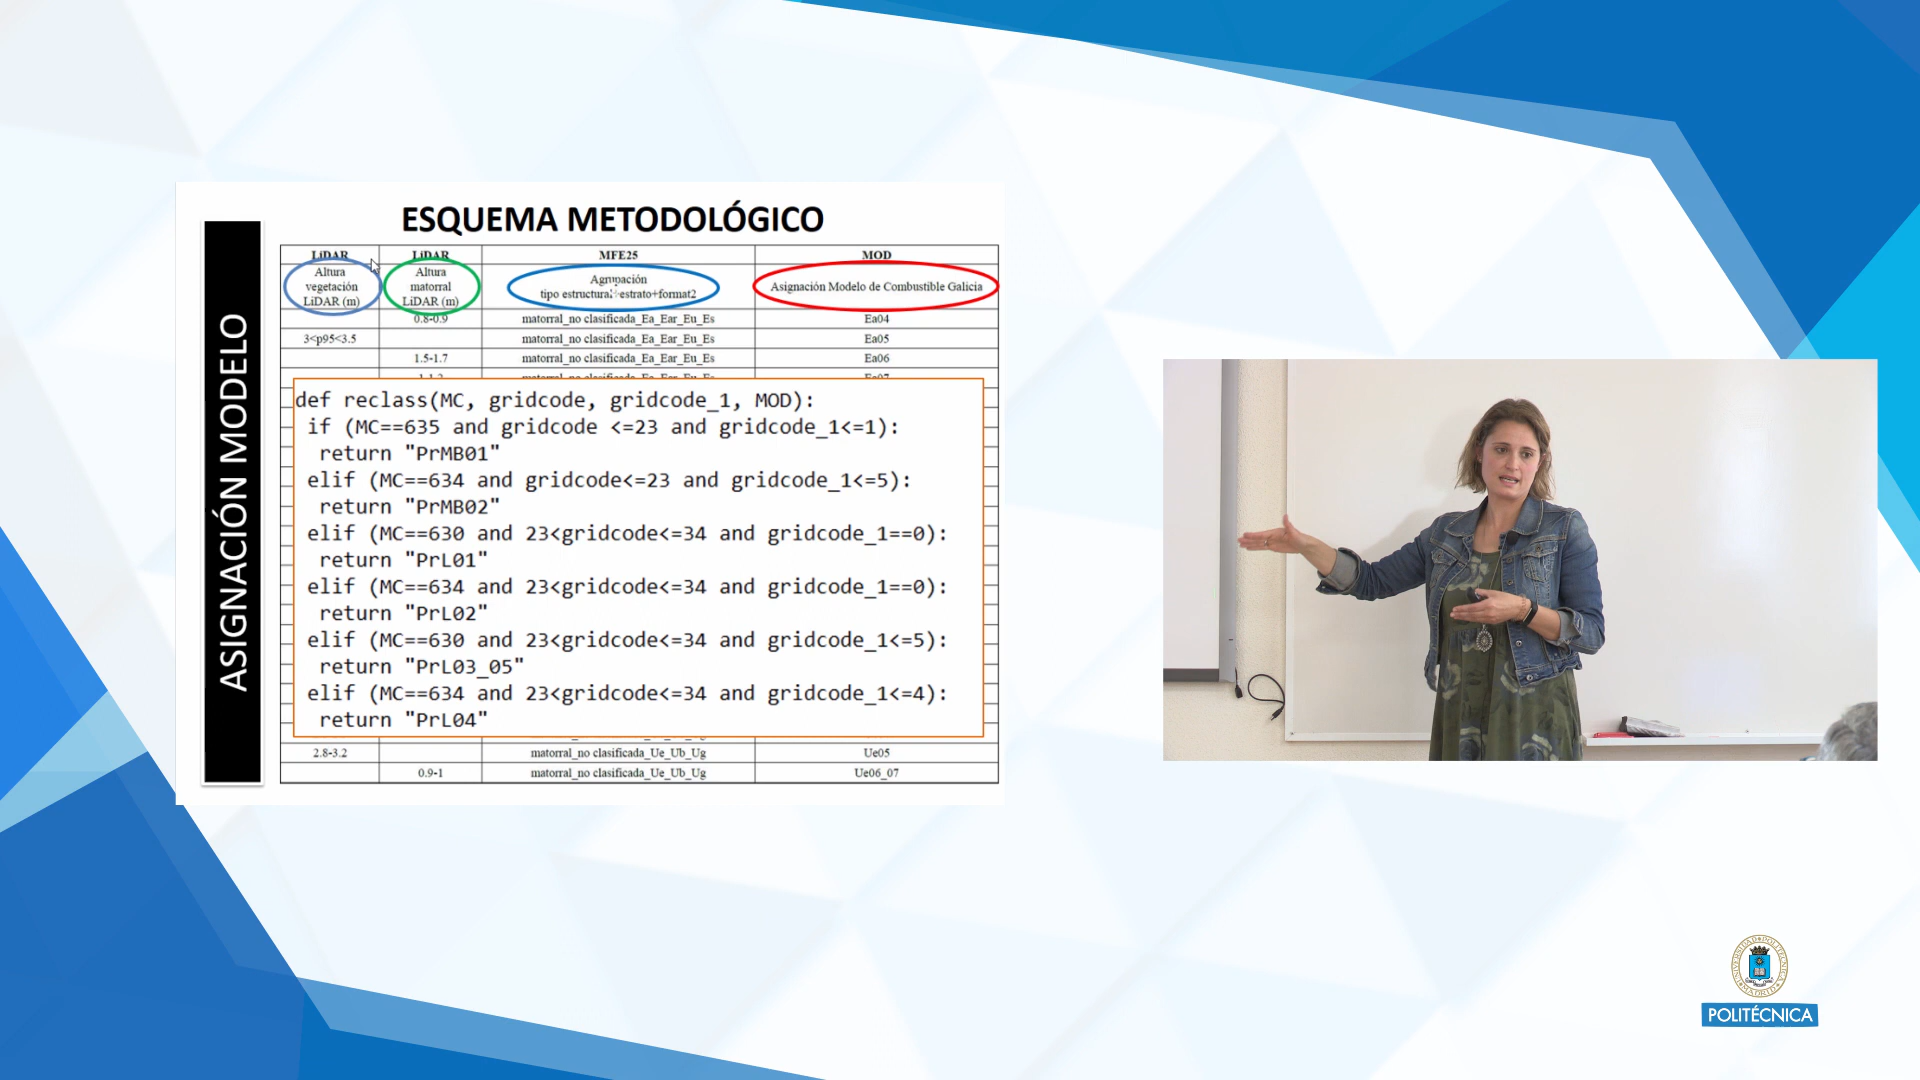 ESQUEMA METODOLÓGICO
ASIGNACIÓN MODELO
LiDAR LiDAR MFE25 MOD
Altura
vegetación
LiDAR (m)
Altura
matorral
LiDAR (m)
Agrupación
tipo estructural+estrato+format2
Asignación Modelo de Combustible Galicia
0.8-0.9 matorral_no clasificada_Ea_Ear_Eu_Es Ea04
3<p95<3.5 matorral_no clasificada_Ea_Ear_Eu_Es Ea05
1.5-1.7 matorral_no clasificada_Ea_Ear_Eu_Es Ea06
def reclass(MC, gridcode, gridcode_1, MOD):
if (MC==635 and gridcode <=23 and gridcode_1<=1):
return "PrMB01"
elif (MC==634 and gridcode<=23 and gridcode_1<=5):
return "PrMB02"
elif (MC==630 and 23<gridcode<=34 and gridcode_1==0):
return "PrL01"
elif (MC==634 and 23<gridcode<=34 and gridcode_1==0):
return "PrL02"
elif (MC==630 and 23<gridcode<=34 and gridcode_1<=5):
return "PrL03_05"
elif (MC==634 and 23<gridcode<=34 and gridcode_1<=4):
return "PrL04"
2.8-3.2 matorral_no clasificada_Ue_Ub_Ug Ue05
0.9-1 matorral_no clasificada_Ue_Ub_Ug Ue06_07
POLITÉCNICA